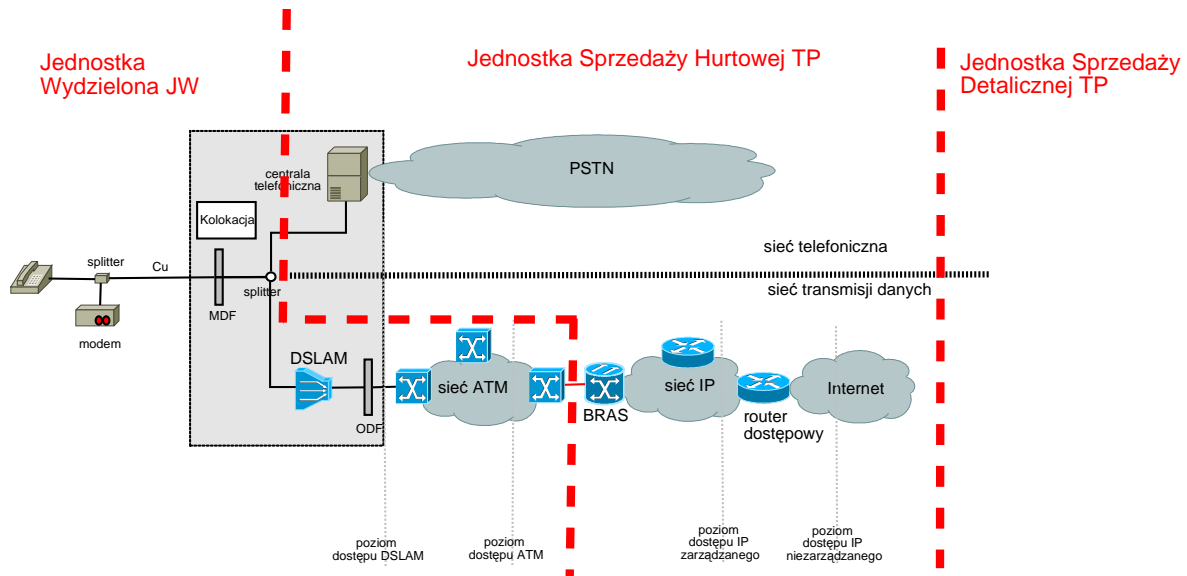 Jednostka
Wydzielona JW
Jednostka Sprzedaży Hurtowej TP
Jednostka Sprzedaży
Detalicznej TP
centrala
telefoniczna
PSTN
Kolokacja
splitter
Cu
sieć telefoniczna
splitter
sieć transmisji danych
MDF
modem
DSLAM
sieć ATM
sieć IP
Internet
BRAS
router
dostępowy
ODF
poziom
dostępu DSLAM
poziom
dostępu ATM
poziom
dostępu IP
zarządzanego
poziom
dostępu IP
niezarządzanego